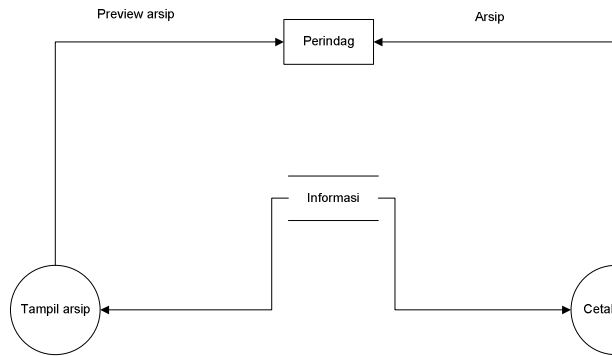 Preview arsip
Arsip
Perindag
Informasi
Tampil arsip